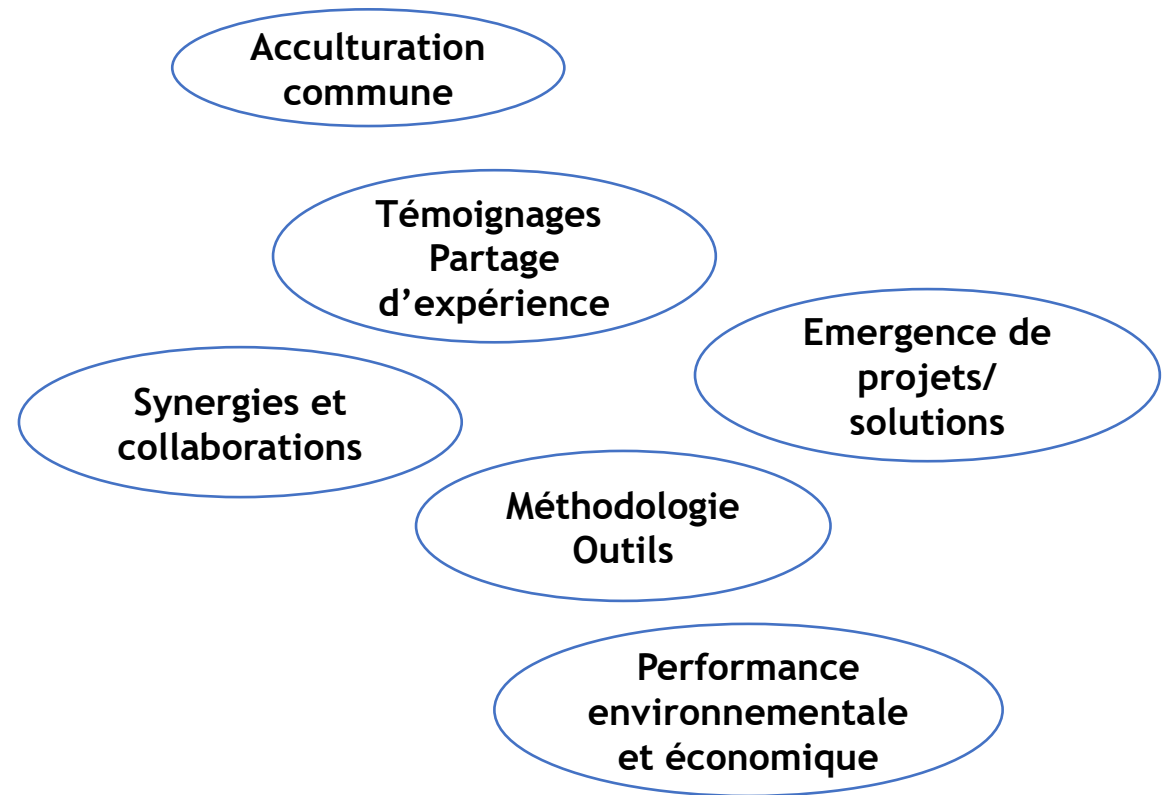 Acculturation
commune
Témoignages
Partage
d’expérience
Emergence de
projets/
solutions
Synergies et
collaborations
Méthodologie
Outils
Performance
environnementale
et économique